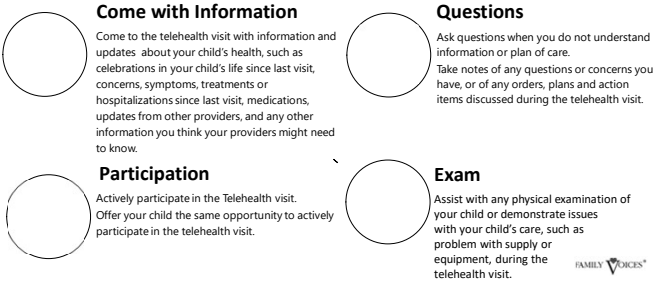 Come with Information
Come to the telehealth visit with information and
updates about your child's health, such as
celebrations in your child's life since last visit,
concerns, symptoms, treatments or
hospitalizations since last visit, medications,
updates from other providers, and any other
information you think your providers might need
to know.
Questions
Ask questions when you do not understand
information or plan of care.
Take notes of any questions or concerns you
have, or of any orders, plans and action
items discussed during the telehealth visit.
Participation
Actively participate in the Telehealth visit.
Offer your child the same opportunity to actively
participate in the telehealth visit.
Exam
Assist with any physical examination of
your child or demonstrate issues
with your child's care, such as
problem with supply or
equipment, during the
telehealth visit.
FAMILY VOICES®